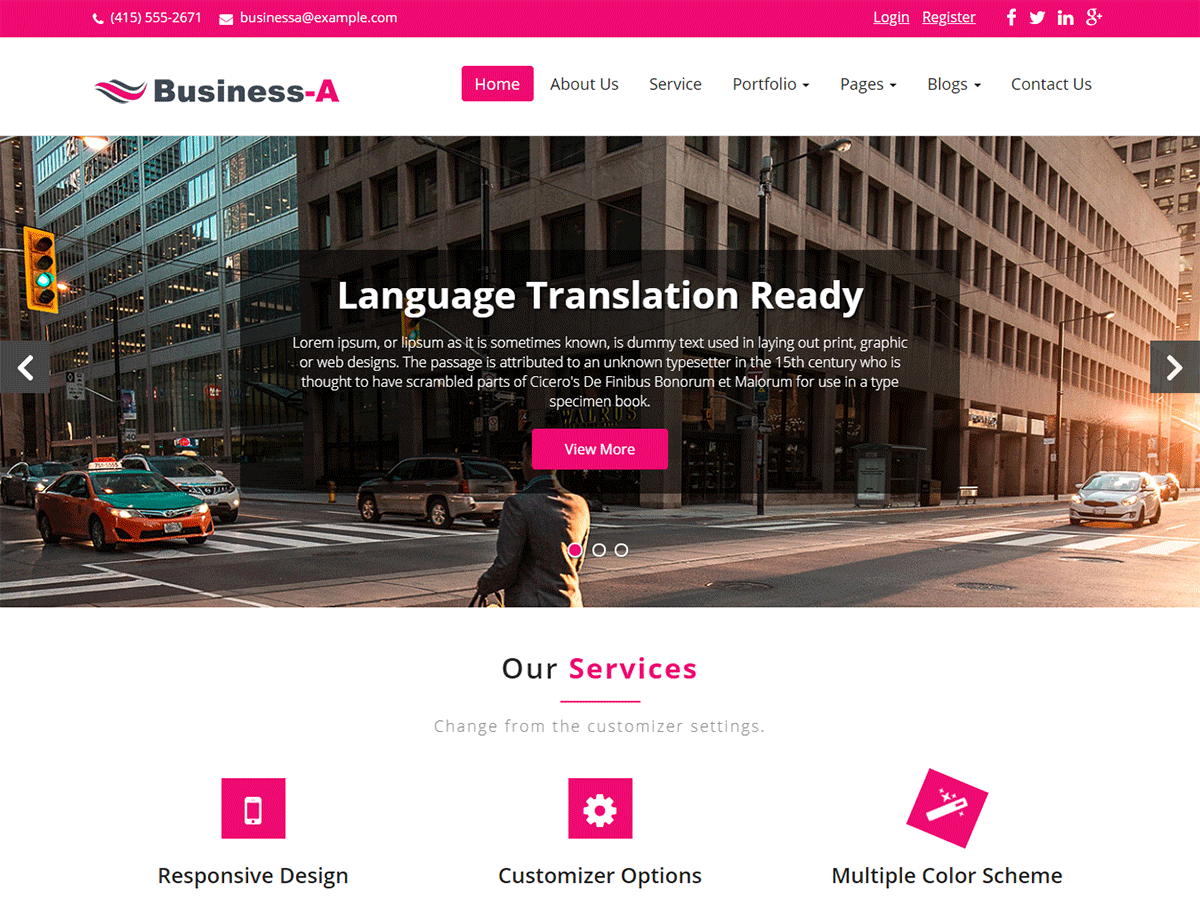 (415) 555-2671 businessa@example.com Login Register
Business-A
Home About Us Service Portfolio Pages Blogs Contact Us
Language Translation Ready
Lorem ipsum, or lipsum as it is sometimes known, is dummy text used in laying out print, graphic
or web designs. The passage is attributed to an unknown typesetter in the 15th century who is
thought to have scrambled parts of Cicero's De Finibus Bonorum et Malorum for use in a type
specimen book.
WALRUS
View More
Our Services
Change from the customizer settings.
Responsive Design Customizer Options Multiple Color Scheme